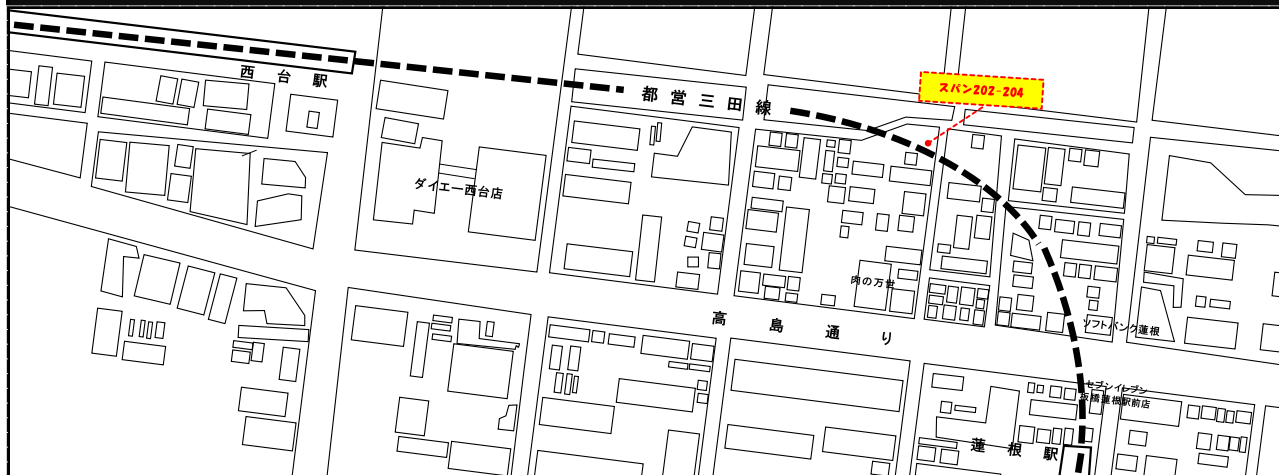 スパン202-204
西台駅
都営三田線
ダイエー西台店
肉の万世
高島通り
ソフトバンク蓮根
セブンイレブン
板橋蓮根駅前店
蓮根駅